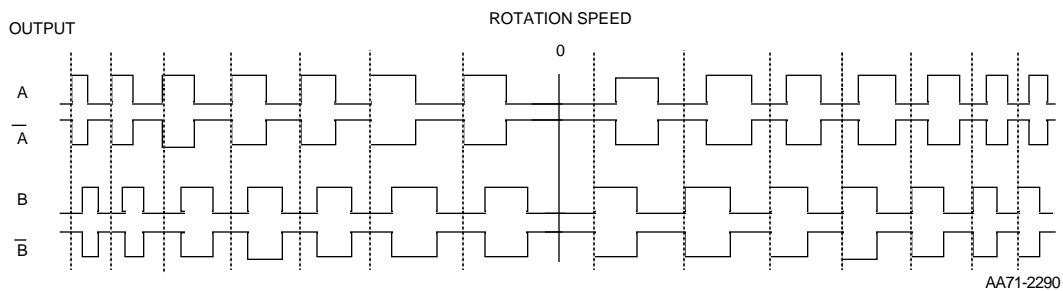 ROTATION SPEED
OUTPUT
0
A
A̅
B
B̅
AA71-2290